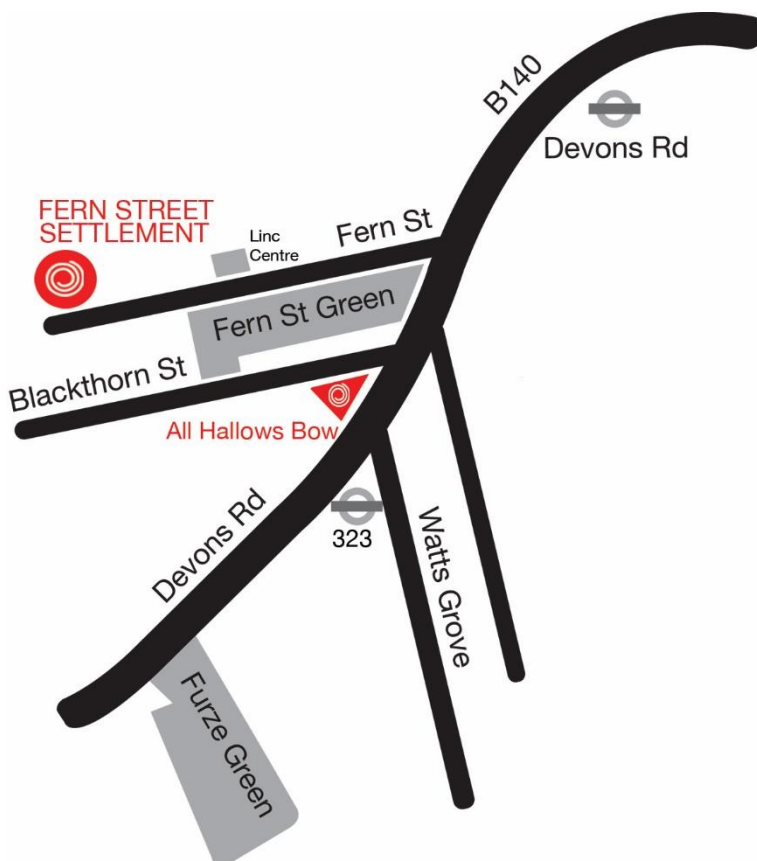 B140
Devons Rd
FERN STREET
SETTLEMENT
Linc
Centre
Fern St
Fern St Green
Blackthorn St
All Hallows Bow
Devons Rd
323
Watts Grove
Furze Green